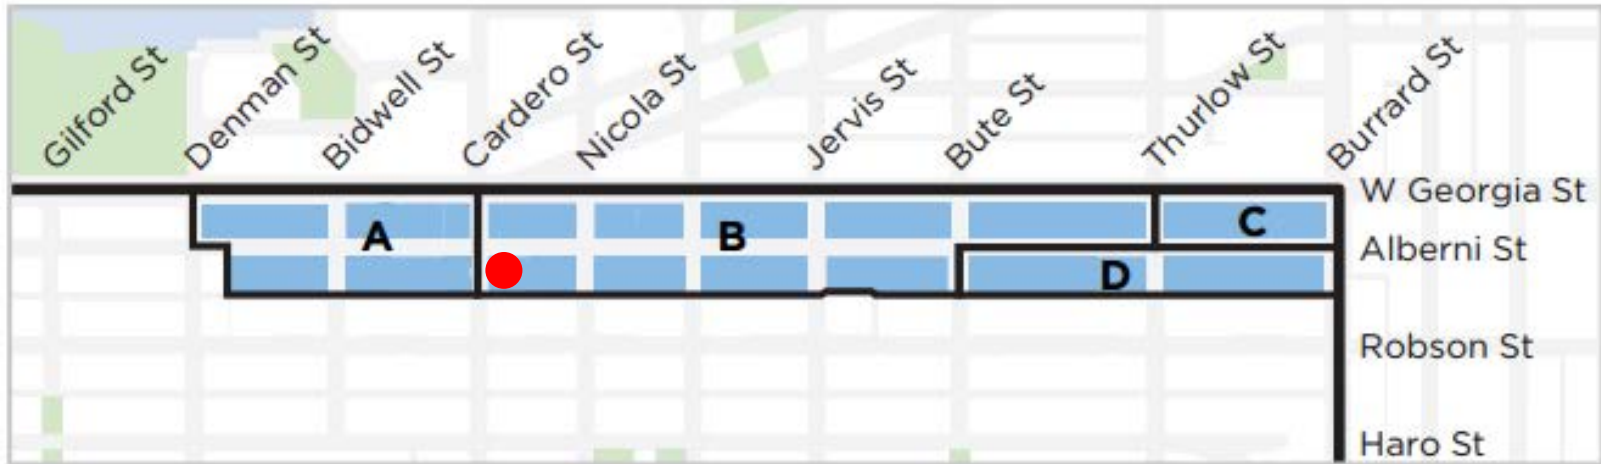 Gilford St
Denman St
Bidwell St
Cardero St
Nicola St
Jervis St
Bute St
Thurlow St
Burrard St
W Georgia St
A
B
C
Alberni St
D
Robson St
Haro St